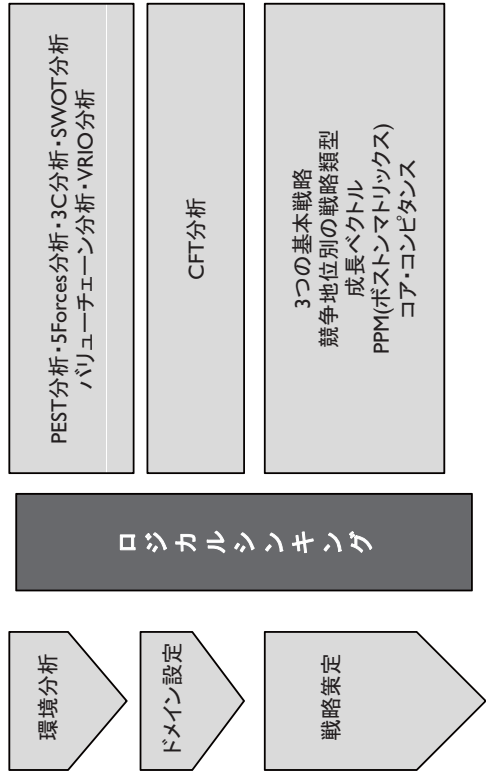 環境分析
ドメイン設定
戦略策定
ロジカルシンキング
PEST分析・5Forces分析・3C分析・SWOT分析
バリューチェーン分析・VRIO分析
CFT分析
3つの基本戦略
競争地位別の戦略類型
成長ベクトル
PPM(ボストンマトリックス)
コア・コンピタンス